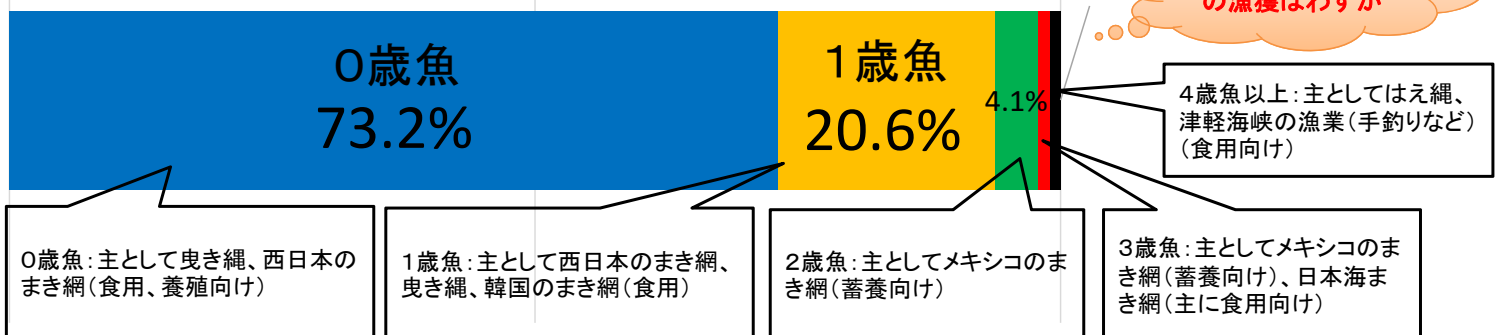 の漁獲はわずか
0歳魚
73.2%
1歳魚
20.6%
4.1%
4歳魚以上：主としてはえ縄、
津軽海峡の漁業（手釣りなど）
（食用向け）
0歳魚：主として曳き縄、西日本の
まき網（食用、養殖向け）
1歳魚：主として西日本のまき網、
曳き縄、韓国のまき網（食用）
2歳魚：主としてメキシコのま
き網（蓄養向け）
3歳魚：主としてメキシコのま
き網（蓄養向け）、日本海ま
き網（主に食用向け）